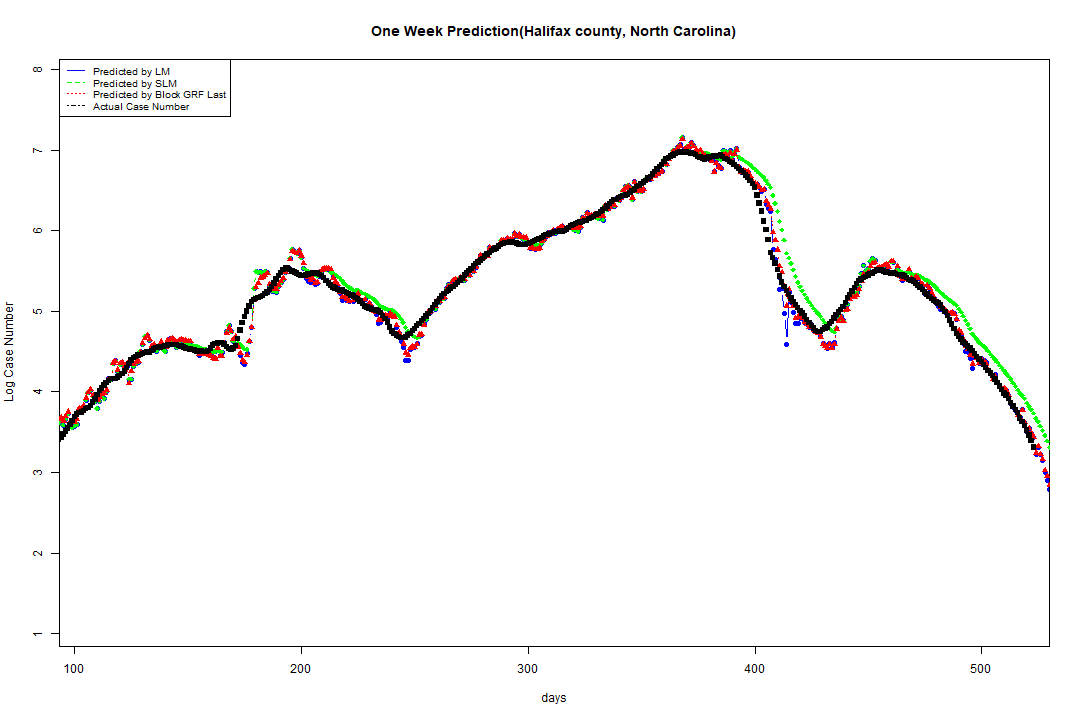 One Week Prediction(Halifax county, North Carolina)
Predicted by LM
Predicted by SLM
Predicted by Block GRF Last
Actual Case Number
8
7
6
5
4
3
2
1
Log Case Number
100 200 300 400 500
days